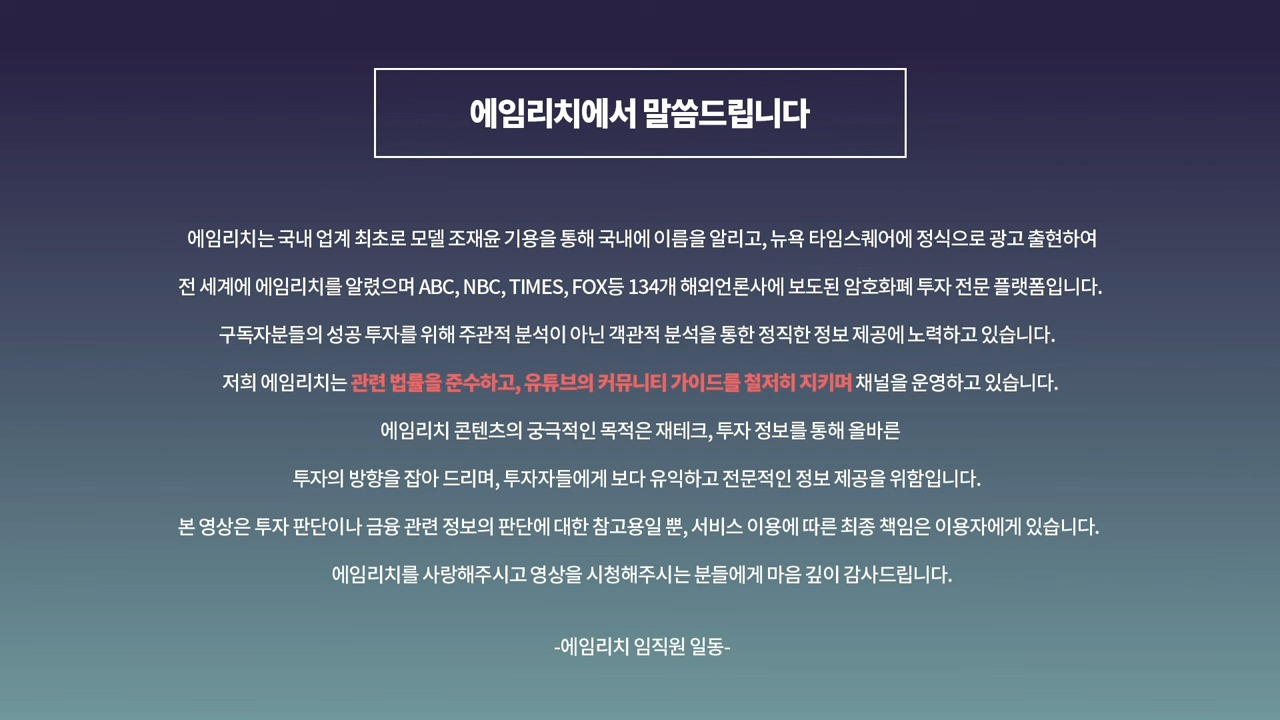 에임리치에서 말씀드립니다
에임리치는 국내 업계 최초로 모델 조재윤 기용을 통해 국내에 이름을 알리고, 뉴욕 타임스퀘어에 정식으로 광고 출현하여
전 세계에 에임리치를 알렸으며 ABC, NBC, TIMES, FOX등 134개 해외언론사에 보도된 암호화폐 투자 전문 플랫폼입니다.
구독자분들의 성공 투자를 위해 주관적 분석이 아닌 객관적 분석을 통한 정직한 정보 제공에 노력하고 있습니다.
저희 에임리치는 관련 법률을 준수하고, 유튜브의 커뮤니티 가이드를 철저히 지키며 채널을 운영하고 있습니다.
에임리치 콘텐츠의 궁극적인 목적은 재테크, 투자 정보를 통해 올바른
투자의 방향을 잡아 드리며, 투자자들에게 보다 유익하고 전문적인 정보 제공을 위함입니다.
본 영상은 투자 판단이나 금융 관련 정보의 판단에 대한 참고용일 뿐, 서비스 이용에 따른 최종 책임은 이용자에게 있습니다.
에임리치를 사랑해주시고 영상을 시청해주시는 분들에게 마음 깊이 감사드립니다.
-에임리치 임직원 일동-